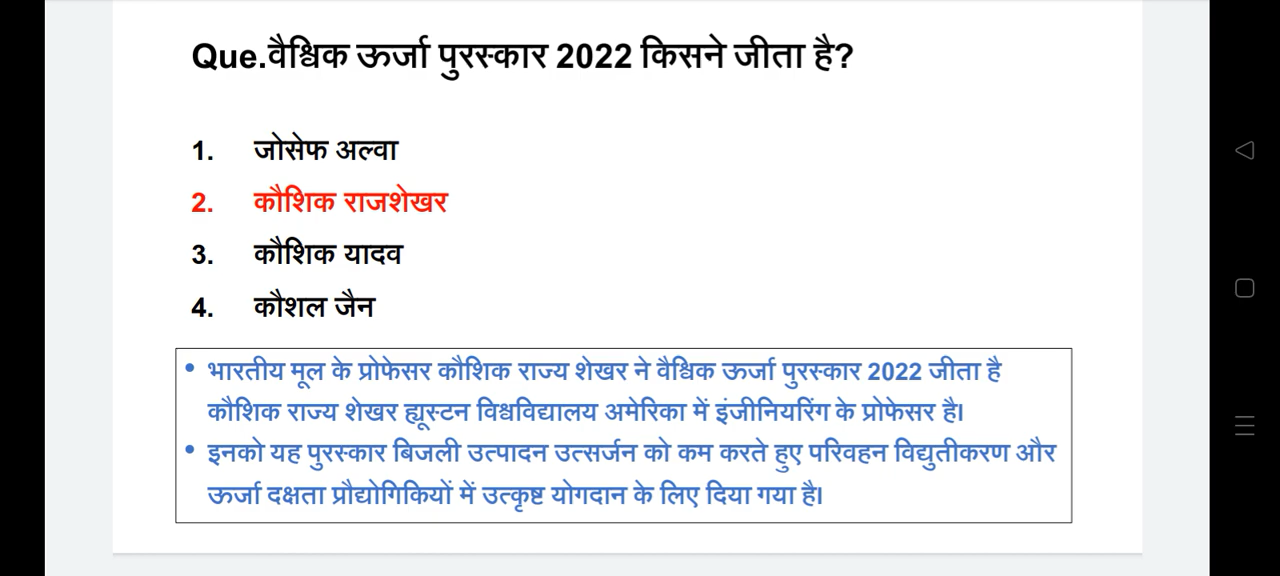 Que.वैश्विक ऊर्जा पुरस्कार 2022 किसने जीता है?
1. जोसेफ अल्वा
2. कौशिक राजशेखर
3. कौशिक यादव
4. कौशल जैन
• भारतीय मूल के प्रोफेसर कौशिक राज्य शेखर ने वैश्विक ऊर्जा पुरस्कार 2022 जीता है
कौशिक राज्य शेखर ह्यूस्टन विश्वविद्यालय अमेरिका में इंजीनियरिंग के प्रोफेसर है।
• इनको यह पुरस्कार बिजली उत्पादन उत्सर्जन को कम करते हुए परिवहन विद्युतीकरण और
ऊर्जा दक्षता प्रौद्योगिकियों में उत्कृष्ट योगदान के लिए दिया गया है।